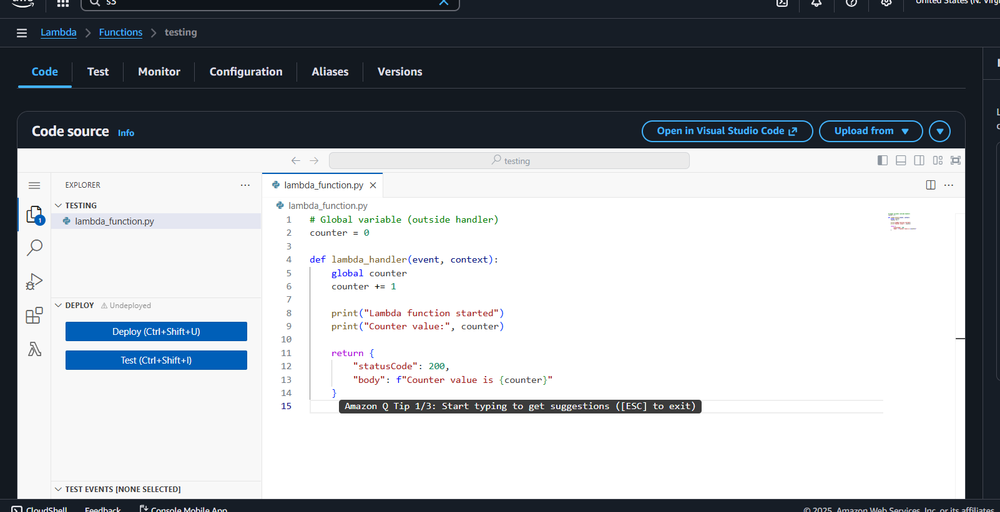 aws
s3
United States (N. Virg
Lambda
Functions
testing
Code
Test
Monitor
Configuration
Aliases
Versions
Code source
Info
Open in Visual Studio Code
Upload from
testing
EXPLORER
TESTING
lambda_function.py
1
DEPLOY
Undeployed
Deploy (Ctrl+Shift+U)
Test (Ctrl+Shift+I)
TEST EVENTS [NONE SELECTED]
lambda_function.py
lambda_function.py
1 # Global variable (outside handler)
2 counter = 0
3
4 def lambda_handler(event, context):
5 global counter
6 counter += 1
7
8 print("Lambda function started")
9 print("Counter value:", counter)
10
11 return {
12 "statusCode": 200,
13 "body": f"Counter value is {counter}"
14 }
15 Amazon Q Tip 1/3: Start typing to get suggestions ([ESC] to exit)
CloudShell
Feedback
Console Mobile App
© 2025, Amazon Web Services, Inc. or its affiliates.